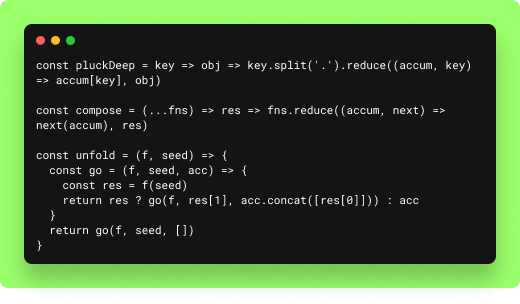 const pluckDeep = key => obj => key.split('.').reduce((accum, key)
=> accum[key], obj)

const compose = (...fns) => res => fns.reduce((accum, next) =>
next(accum), res)

const unfold = (f, seed) => {
  const go = (f, seed, acc) => {
    const res = f(seed)
    return res ? go(f, res[1], acc.concat([res[0]])) : acc
  }
  return go(f, seed, [])
}